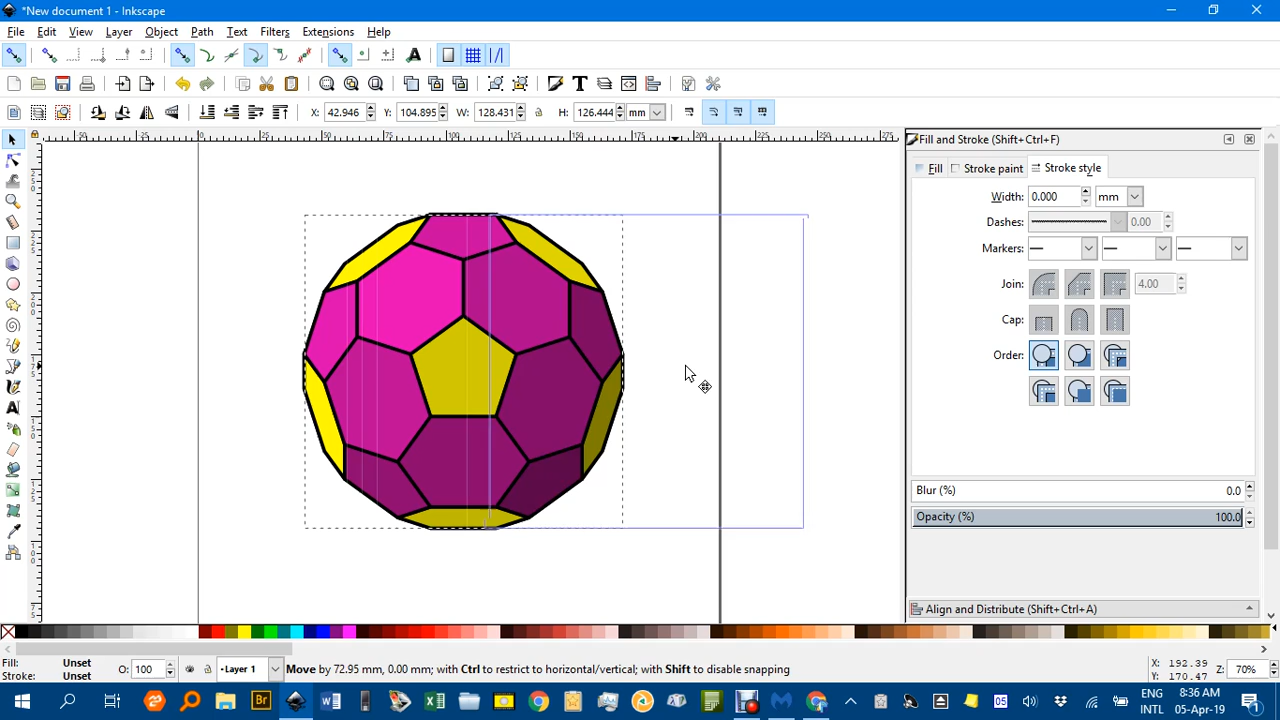 *New document 1 - Inkscape
File Edit View Layer Object Path Text Filters Extensions Help
X: 42.946 Y: 104.895 W: 128.431 H: 126.444 mm
Fill and Stroke (Shift+Ctrl+F)
Fill Stroke paint Stroke style
Width: 0.000 mm
Dashes: 0.00
Markers:
Join: 4.00
Cap:
Order:
Blur (%) 0.0
Opacity (%) 100.0
Align and Distribute (Shift+Ctrl+A)
Fill: Unset
Stroke: Unset
O: 100
Layer 1
Move by 72.95 mm, 0.00 mm; with Ctrl to restrict to horizontal/vertical; with Shift to disable snapping
X: 192.39
Y: 170.47
Z: 70%
ENG
INTL
8:36 AM
05-Apr-19
05